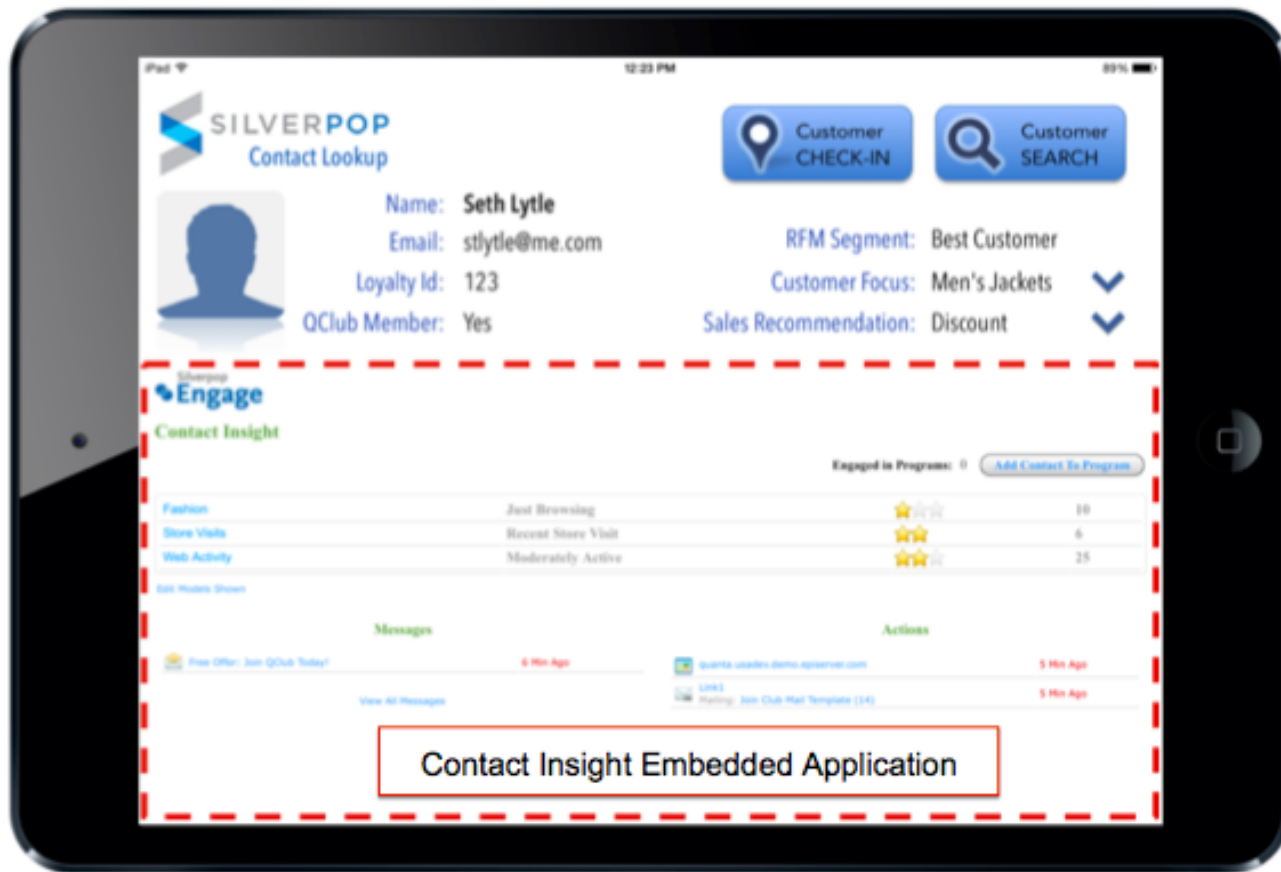 iPad 12:23 PM 89%
SILVERPOP
Contact Lookup
Customer CHECK-IN
Customer SEARCH
Name: Seth Lytle
Email: stlytle@me.com
RFM Segment: Best Customer
Loyalty Id: 123
Customer Focus: Men's Jackets
QClub Member: Yes
Sales Recommendation: Discount
Silverpop
Engage
Contact Insight
Engaged in Programs: 0 Add Contact To Program
Fashion Just Browsing 10
Store Visits Recent Store Visit 6
Web Activity Moderately Active 25
Edit Models Shown
Messages Actions
Free Offer: Join QClub Today! 6 Min Ago
quanta.usadev.demo.episerver.com 5 Min Ago
Link1
Mailing: Join Club Mail Template (14) 5 Min Ago
View All Messages
Contact Insight Embedded Application